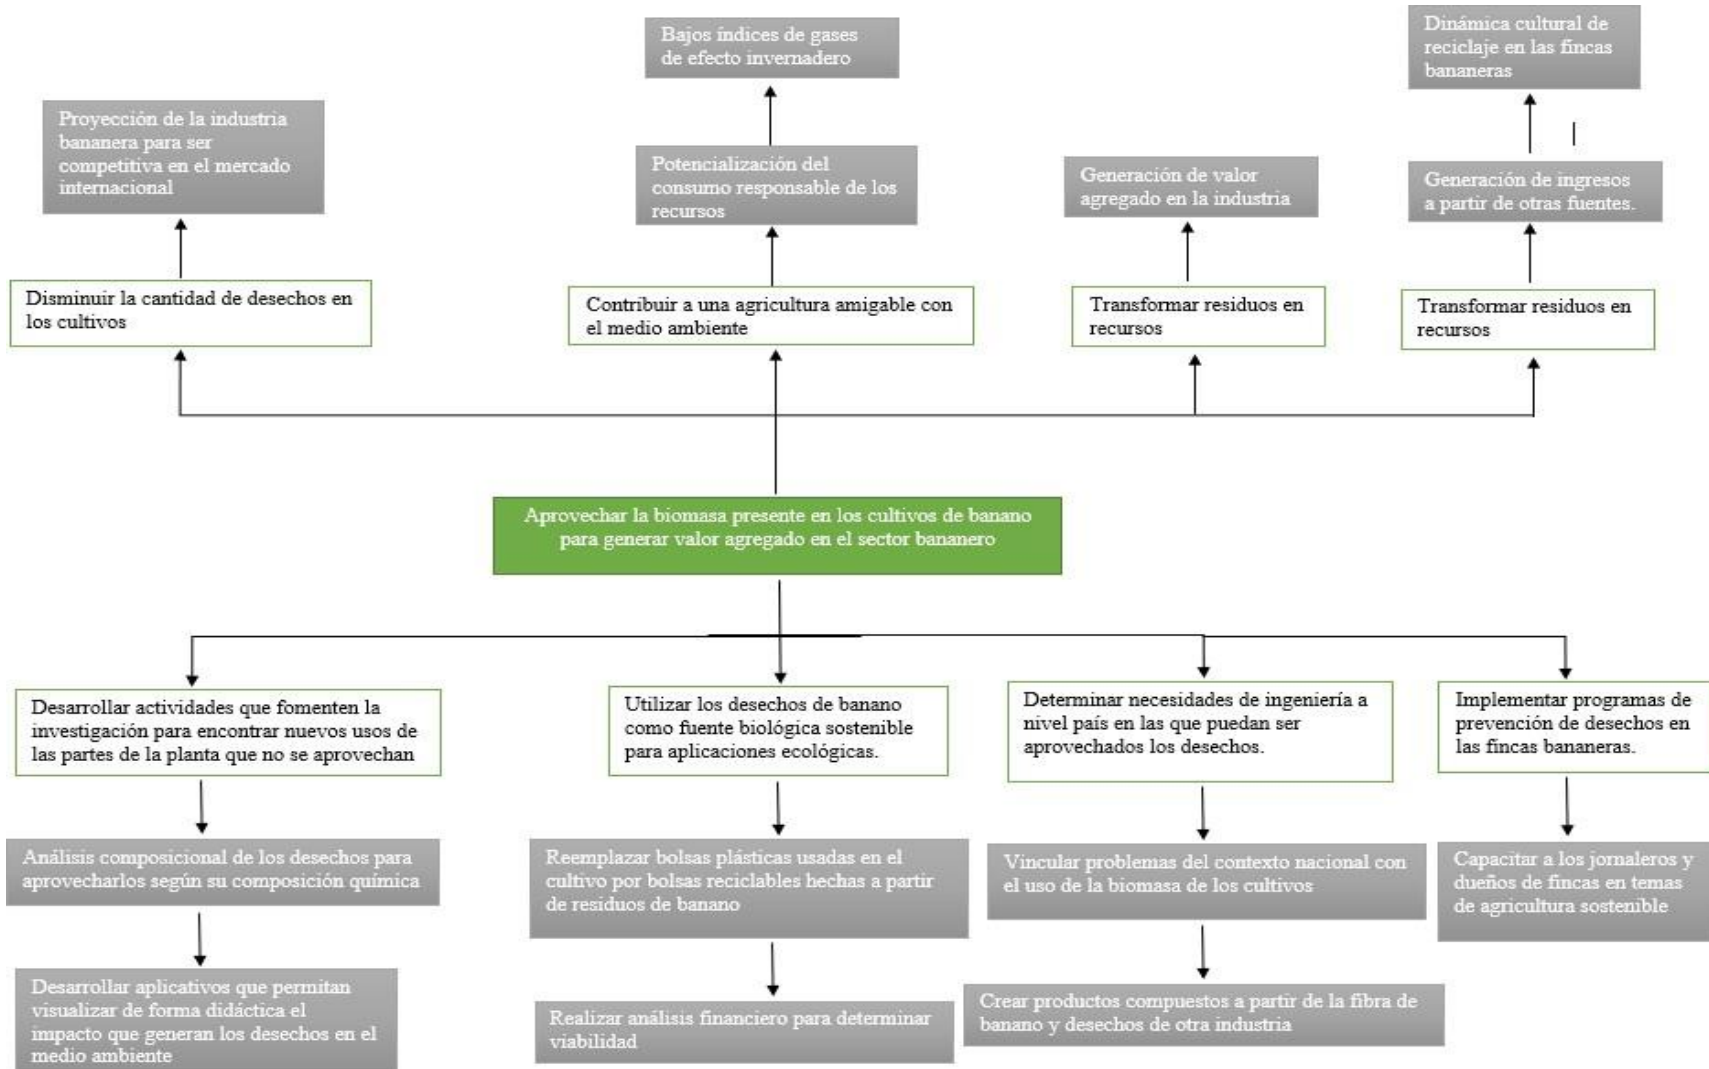 Bajos índices de gases
de efecto invernadero
Dinámica cultural de
reciclaje en las fincas
bananeras
Proyección de la industria
bananera para ser
competitiva en el mercado
internacional
Potencialización del
consumo responsable de los
recursos
Generación de valor
agregado en la industria
Generación de ingresos
a partir de otras fuentes.
Disminuir la cantidad de desechos en
los cultivos
Contribuir a una agricultura amigable con
el medio ambiente
Transformar residuos en
recursos
Transformar residuos en
recursos
Aprovechar la biomasa presente en los cultivos de banano
para generar valor agregado en el sector bananero
Desarrollar actividades que fomenten la
investigación para encontrar nuevos usos de
las partes de la planta que no se aprovechan
Utilizar los desechos de banano
como fuente biológica sostenible
para aplicaciones ecológicas.
Determinar necesidades de ingeniería a
nivel país en las que puedan ser
aprovechados los desechos.
Implementar programas de
prevención de desechos en
las fincas bananeras.
Análisis composicional de los desechos para
aprovecharlos según su composición química
Reemplazar bolsas plásticas usadas en el
cultivo por bolsas reciclables hechas a partir
de residuos de banano
Vincular problemas del contexto nacional con
el uso de la biomasa de los cultivos
Capacitar a los jornaleros y
dueños de fincas en temas
de agricultura sostenible
Desarrollar aplicativos que permitan
visualizar de forma didáctica el
impacto que generan los desechos en el
medio ambiente
Realizar análisis financiero para determinar
viabilidad
Crear productos compuestos a partir de la fibra de
banano y desechos de otra industria